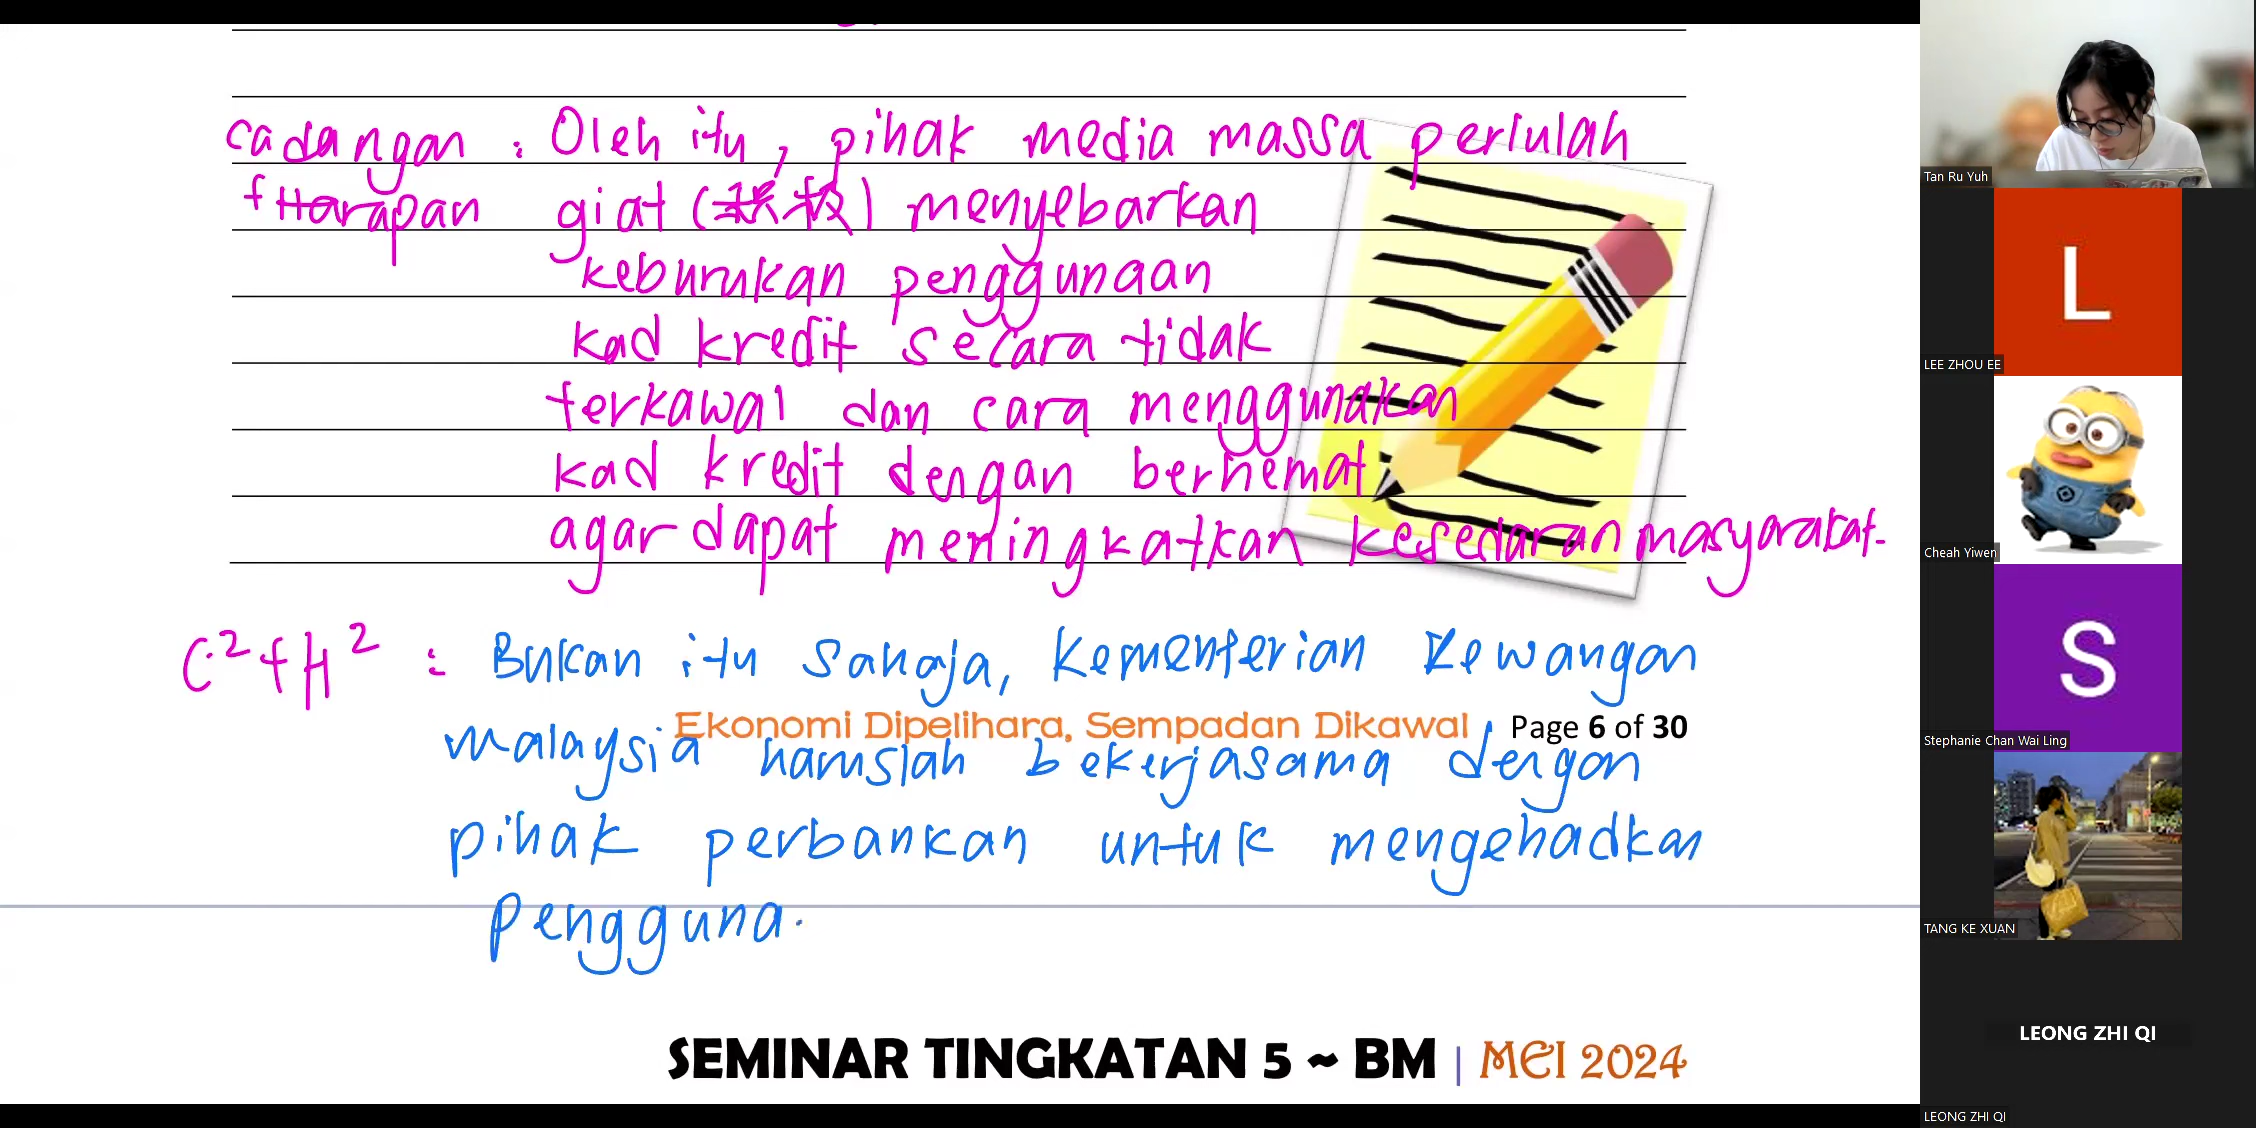 cadangan : Oleh itu, pihak media massa perlulah
+ Harapan giat (积极) menyebarkan
keburukan penggunaan
kad kredit secara tidak
terkawal dan cara menggunakan
kad kredit dengan berhemat
agar dapat meningkatkan kesedaran masyarakat.
C²+H² : Bukan itu sahaja, Kementerian Kewangan
Ekonomi Dipelihara, Sempadan Dikawal Page 6 of 30
Malaysia haruslah bekerjasama dengan
pihak perbankan untuk mengehadkan
pengguna.
SEMINAR TINGKATAN 5 ~ BM | MEI 2024
Tan Ru Yuh
L
LEE ZHOU EE
Cheah Yiwen
S
Stephanie Chan Wai Ling
TANG KE XUAN
LEONG ZHI QI
LEONG ZHI QI